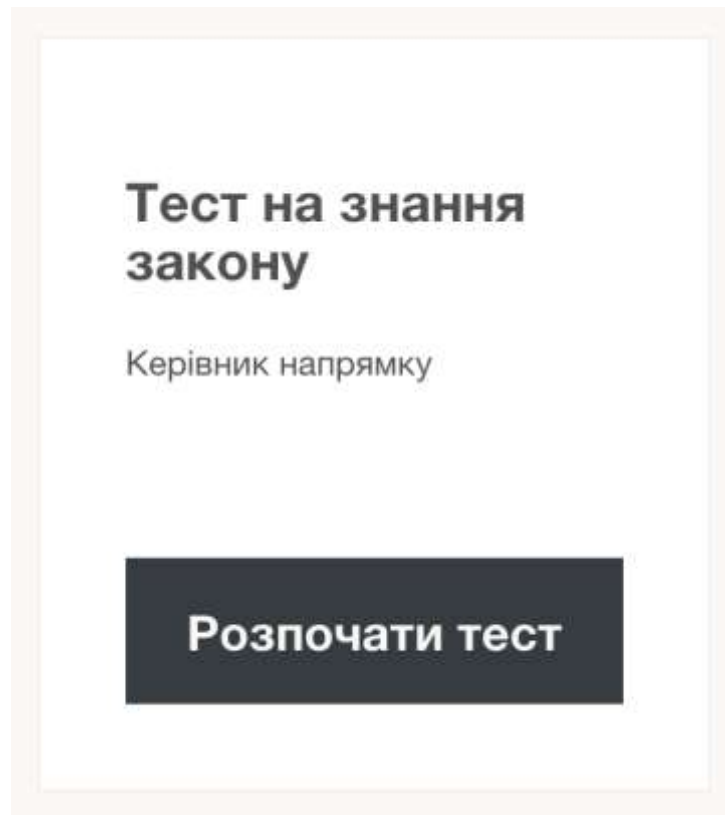 Тест на знання
закону
Керівник напрямку
Розпочати тест